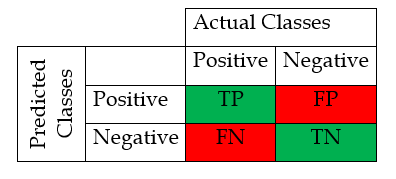 Actual Classes
Positive Negative
Predicted
Classes
Positive TP FP
Negative FN TN